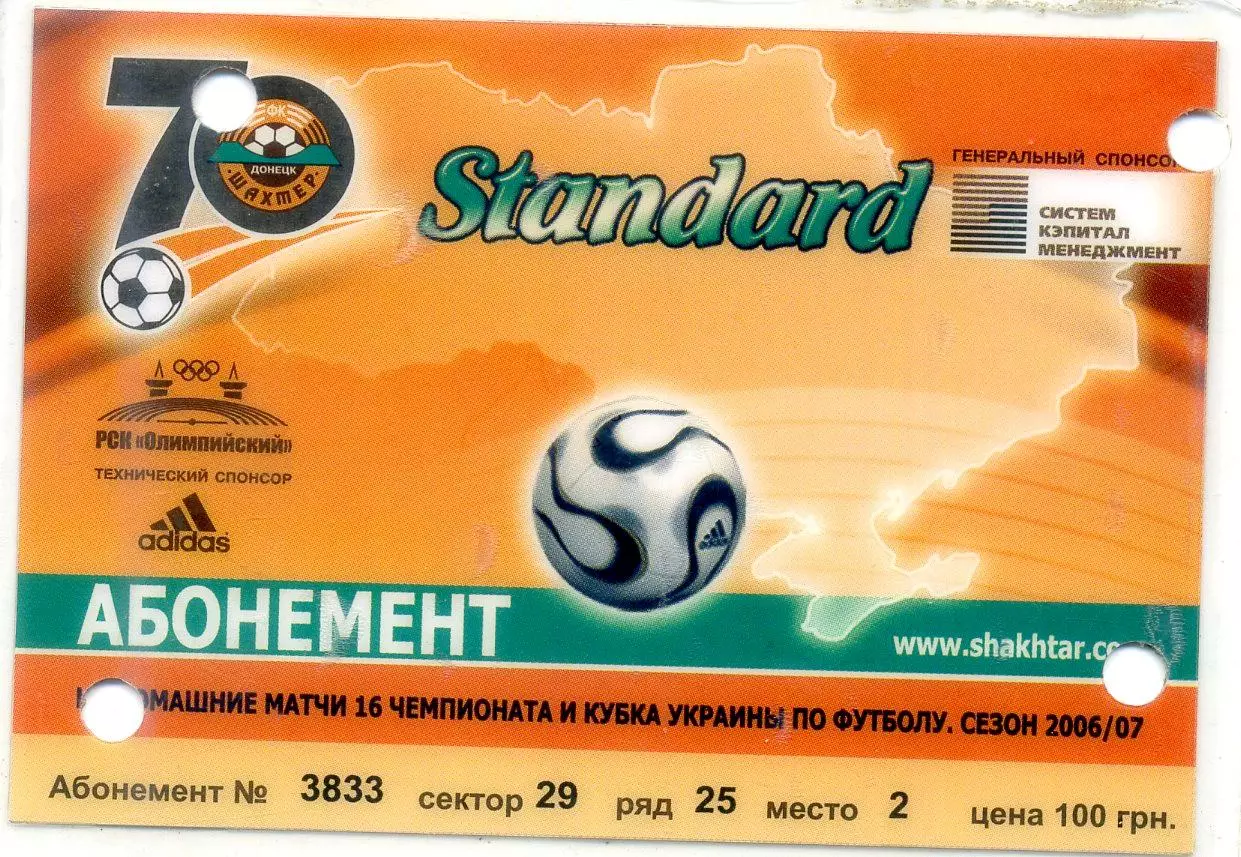 70
ФК
ДОНЕЦК
ШАХТЕР
Standard
ГЕНЕРАЛЬНЫЙ СПОНСОР
СИСТЕМ
КЭПИТАЛ
МЕНЕДЖМЕНТ
РСК «Олимпийский»
ТЕХНИЧЕСКИЙ СПОНСОР
adidas
adidas
АБОНЕМЕНТ
www.shakhtar.co
ДОМАШНИЕ МАТЧИ 16 ЧЕМПИОНАТА И КУБКА УКРАИНЫ ПО ФУТБОЛУ. СЕЗОН 2006/07
Абонемент № 3833 сектор 29 ряд 25 место 2 цена 100 грн.